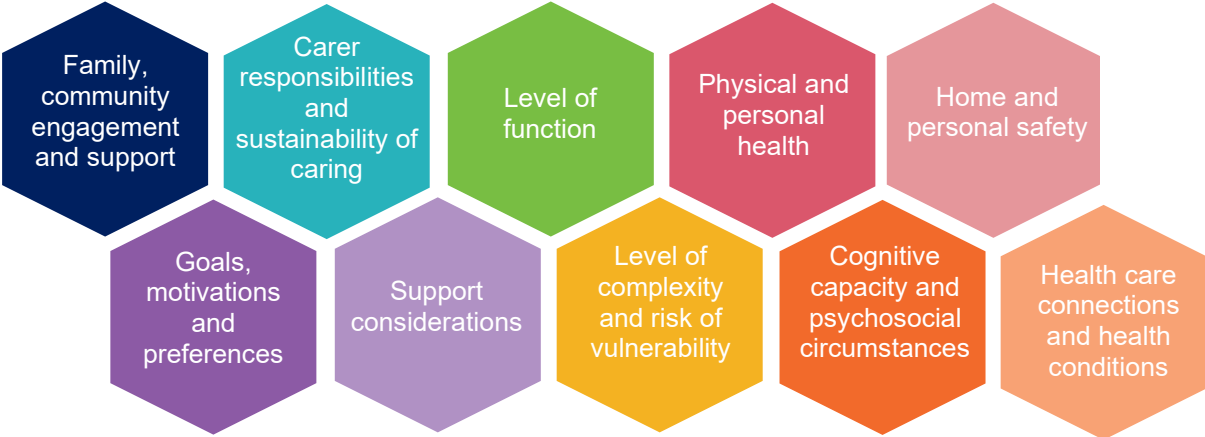 Family,
community
engagement
and support
Carer
responsibilities
and
sustainability of
caring
Level of
function
Physical and
personal
health
Home and
personal safety
Goals,
motivations
and
preferences
Support
considerations
Level of
complexity
and risk of
vulnerability
Cognitive
capacity and
psychosocial
circumstances
Health care
connections
and health
conditions